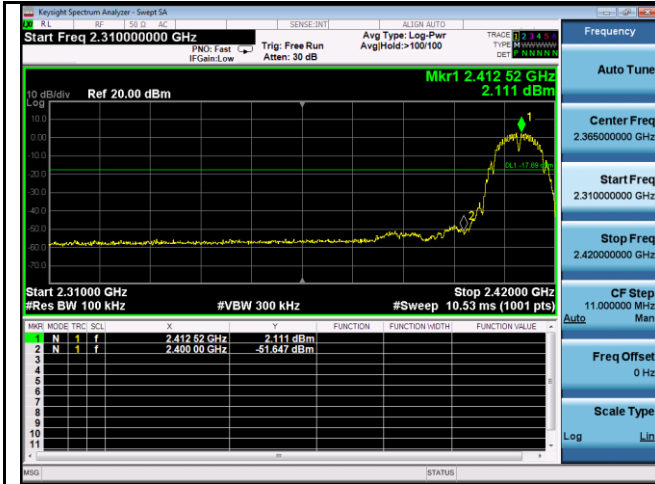 Keysight Spectrum Analyzer - Swept SA
RL RF 50 Ω AC SENSE:INT ALIGN AUTO
Start Freq 2.310000000 GHz
PNO: Fast
IFGain:Low
Trig: Free Run
Atten: 30 dB
Avg Type: Log-Pwr
Avg|Hold:>100/100
TRACE 1 2 3 4 5 6
TYPE M WWWWW
DET P N N N N N
Mkr1 2.412 52 GHz
2.111 dBm
10 dB/div Ref 20.00 dBm
Log
10.0
0.00
-10.0
-20.0
-30.0
-40.0
-50.0
-60.0
-70.0
1
DL1 -17.89 dBm
2
Start 2.31000 GHz Stop 2.42000 GHz
#Res BW 100 kHz #VBW 300 kHz #Sweep 10.53 ms (1001 pts)
MKR MODE TRC SCL X Y FUNCTION FUNCTION WIDTH FUNCTION VALUE
1 N 1 f 2.412 52 GHz 2.111 dBm
2 N 1 f 2.400 00 GHz -51.647 dBm
3
4
5
6
7
8
9
10
11
MSG STATUS
Frequency
Auto Tune
Center Freq
2.365000000 GHz
Start Freq
2.310000000 GHz
Stop Freq
2.420000000 GHz
CF Step
11.000000 MHz
Auto Man
Freq Offset
0 Hz
Scale Type
Log Lin